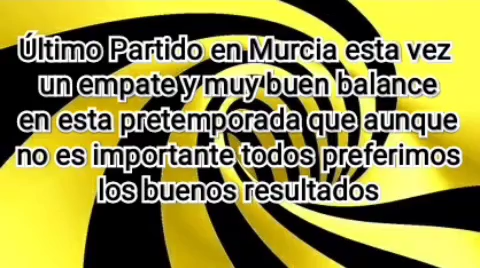 Último Partido en Murcia esta vez
un empate y muy buen balance
en esta pretemporada que aunque
no es importante todos preferimos
los buenos resultados